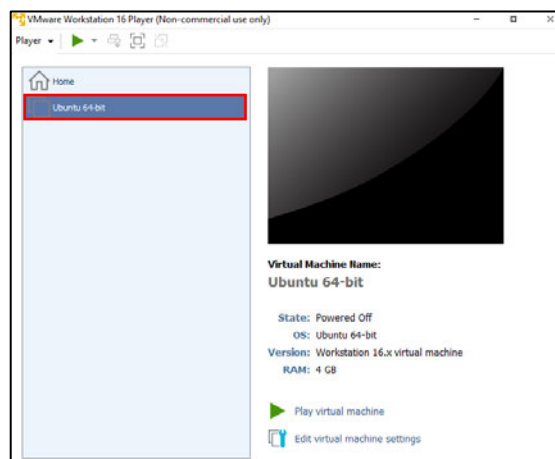 VMware Workstation 16 Player (Non-commercial use only)
Player
Home
Ubuntu 64-bit
Virtual Machine Name:
Ubuntu 64-bit
State: Powered Off
OS: Ubuntu 64-bit
Version: Workstation 16.x virtual machine
RAM: 4 GB
Play virtual machine
Edit virtual machine settings